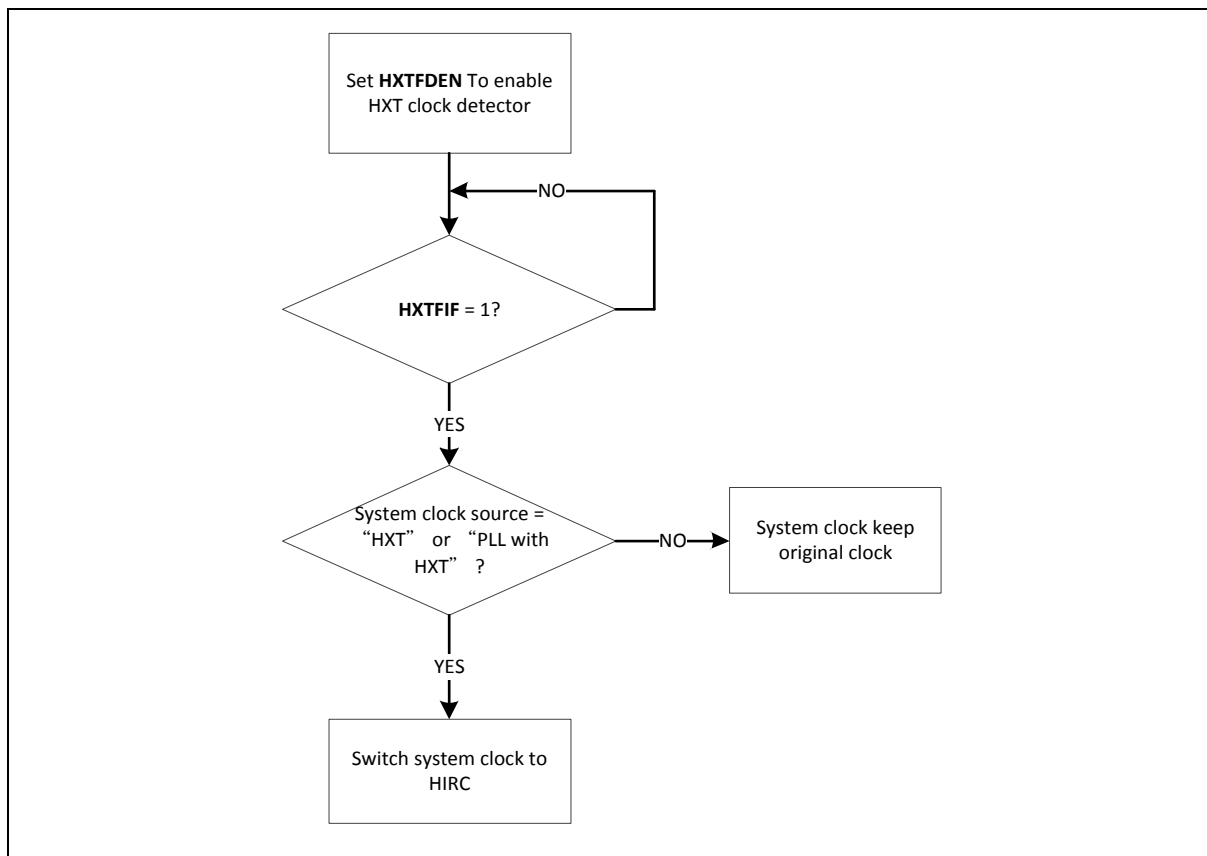 Set HXTFDEN To enable
HXT clock detector
NO
HXTFIF = 1?
YES
System clock source =
“HXT” or “PLL with
HXT” ?
NO
System clock keep
original clock
YES
Switch system clock to
HIRC